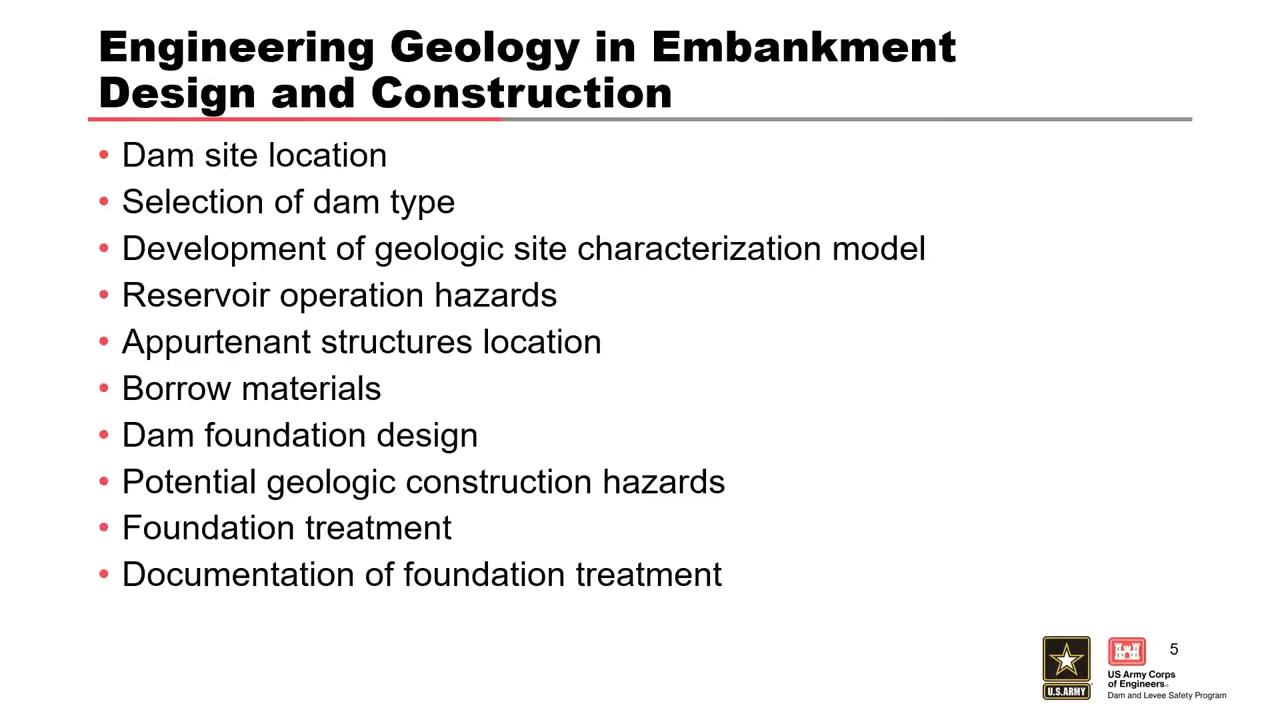 Engineering Geology in Embankment
Design and Construction
• Dam site location
• Selection of dam type
• Development of geologic site characterization model
• Reservoir operation hazards
• Appurtenant structures location
• Borrow materials
• Dam foundation design
• Potential geologic construction hazards
• Foundation treatment
• Documentation of foundation treatment
U.S.ARMY
US Army Corps
of Engineers®
Dam and Levee Safety Program
5